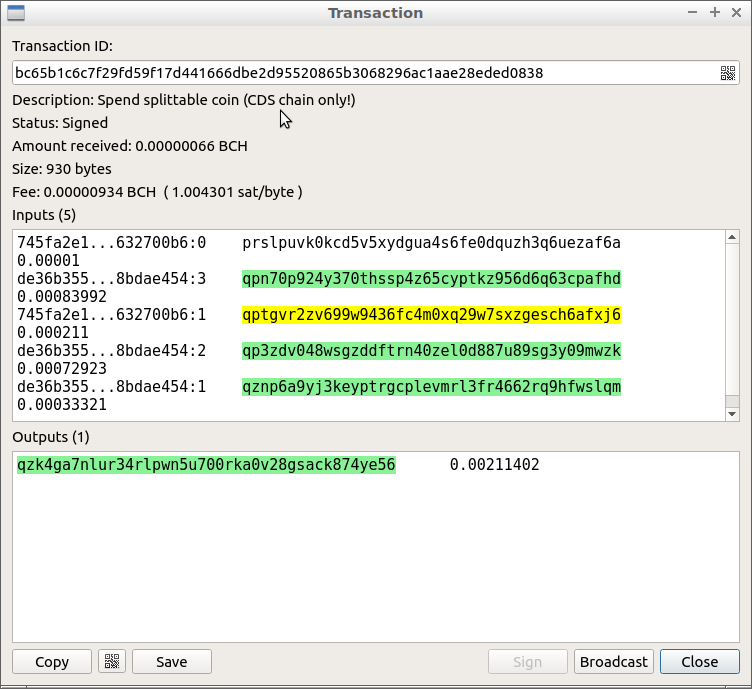 Transaction
Transaction ID:
bc65b1c6c7f29fd59f17d441666dbe2d95520865b3068296ac1aae28eded0838
Description: Spend splittable coin (CDS chain only!)
Status: Signed
Amount received: 0.00000066 BCH
Size: 930 bytes
Fee: 0.00000934 BCH ( 1.004301 sat/byte )
Inputs (5)
745fa2e1...632700b6:0 prslpuvk0kcd5v5xydgua4s6fe0dquzh3q6uezaf6a
0.00001
de36b355...8bdae454:3 qpn70p924y370thssp4z65cyptkz956d6q63cpafhd
0.00083992
745fa2e1...632700b6:1 qptgvr2zv699w9436fc4m0xq29w7sxzgesch6afxj6
0.000211
de36b355...8bdae454:2 qp3zdv048wsgzddftrn40zel0d887u89sg3y09mwzk
0.00072923
de36b355...8bdae454:1 qznp6a9yj3keyptrgcplevmrl3fr4662rq9hfwslqm
0.00033321
Outputs (1)
qzk4ga7nlur34rlpwn5u700rka0v28gsack874ye56 0.00211402
Copy Save Sign Broadcast Close